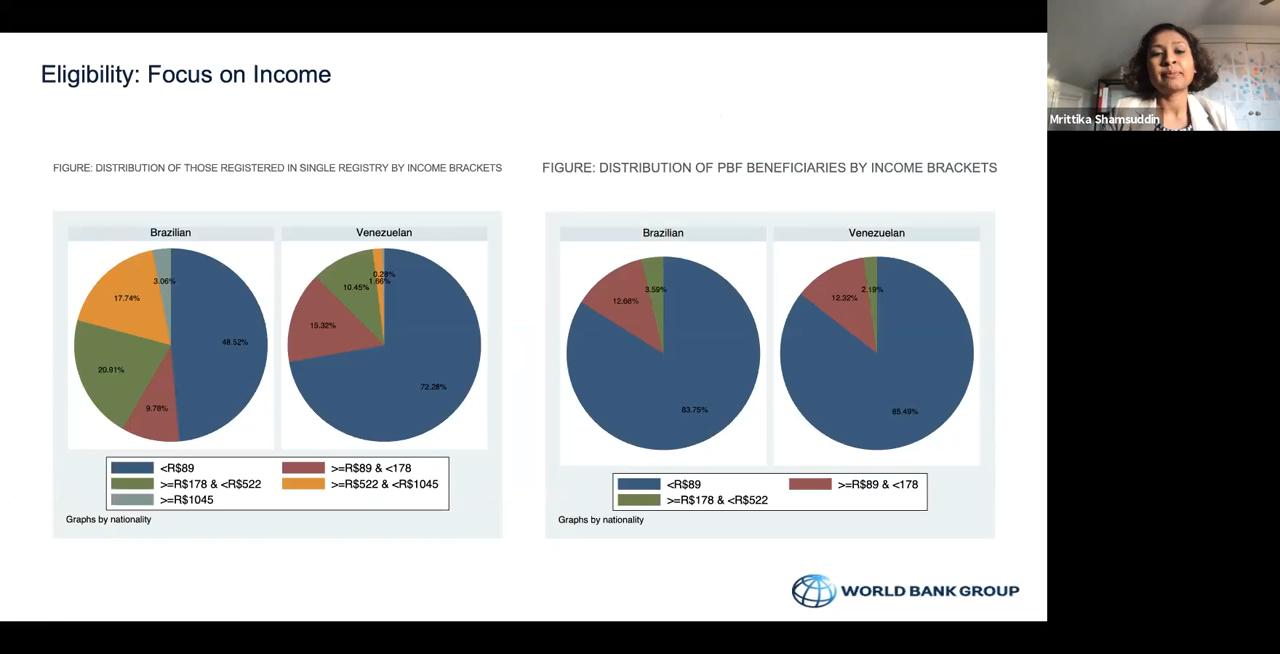 Eligibility: Focus on Income
Mrittika Shamsuddin
FIGURE: DISTRIBUTION OF THOSE REGISTERED IN SINGLE REGISTRY BY INCOME BRACKETS
Brazilian
Venezuelan
3.06%
17.74%
48.52%
20.91%
9.78%
0.28%
1.66%
10.45%
15.32%
72.28%
<R$89
>=R$89 & <178
>=R$178 & <R$522
>=R$522 & <R$1045
>=R$1045
Graphs by nationality
FIGURE: DISTRIBUTION OF PBF BENEFICIARIES BY INCOME BRACKETS
Brazilian
Venezuelan
3.59%
12.68%
83.75%
2.19%
12.32%
85.49%
<R$89
>=R$89 & <178
>=R$178 & <R$522
Graphs by nationality
WORLD BANK GROUP